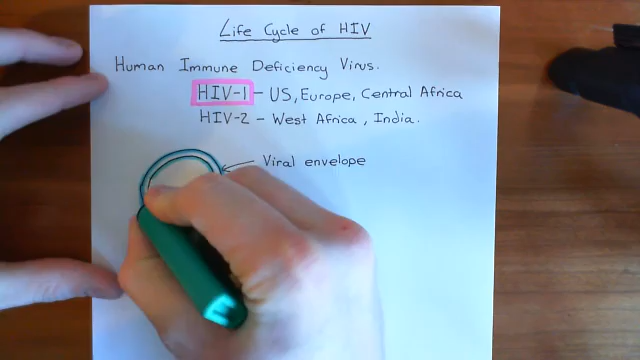 Life Cycle of HIV
Human Immune Deficiency Virus.
HIV-1 - US, Europe, Central Africa
HIV-2 - West Africa, India.
Viral envelope